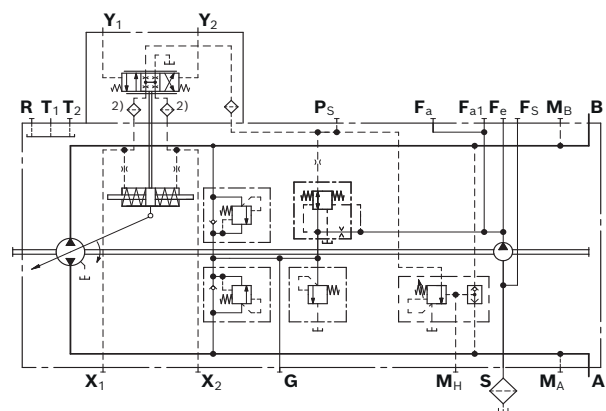 Y1 Y2
2) 2)
R T1 T2 PS Fa Fa1 Fe FS MB B
X1 X2 G MH S MA A